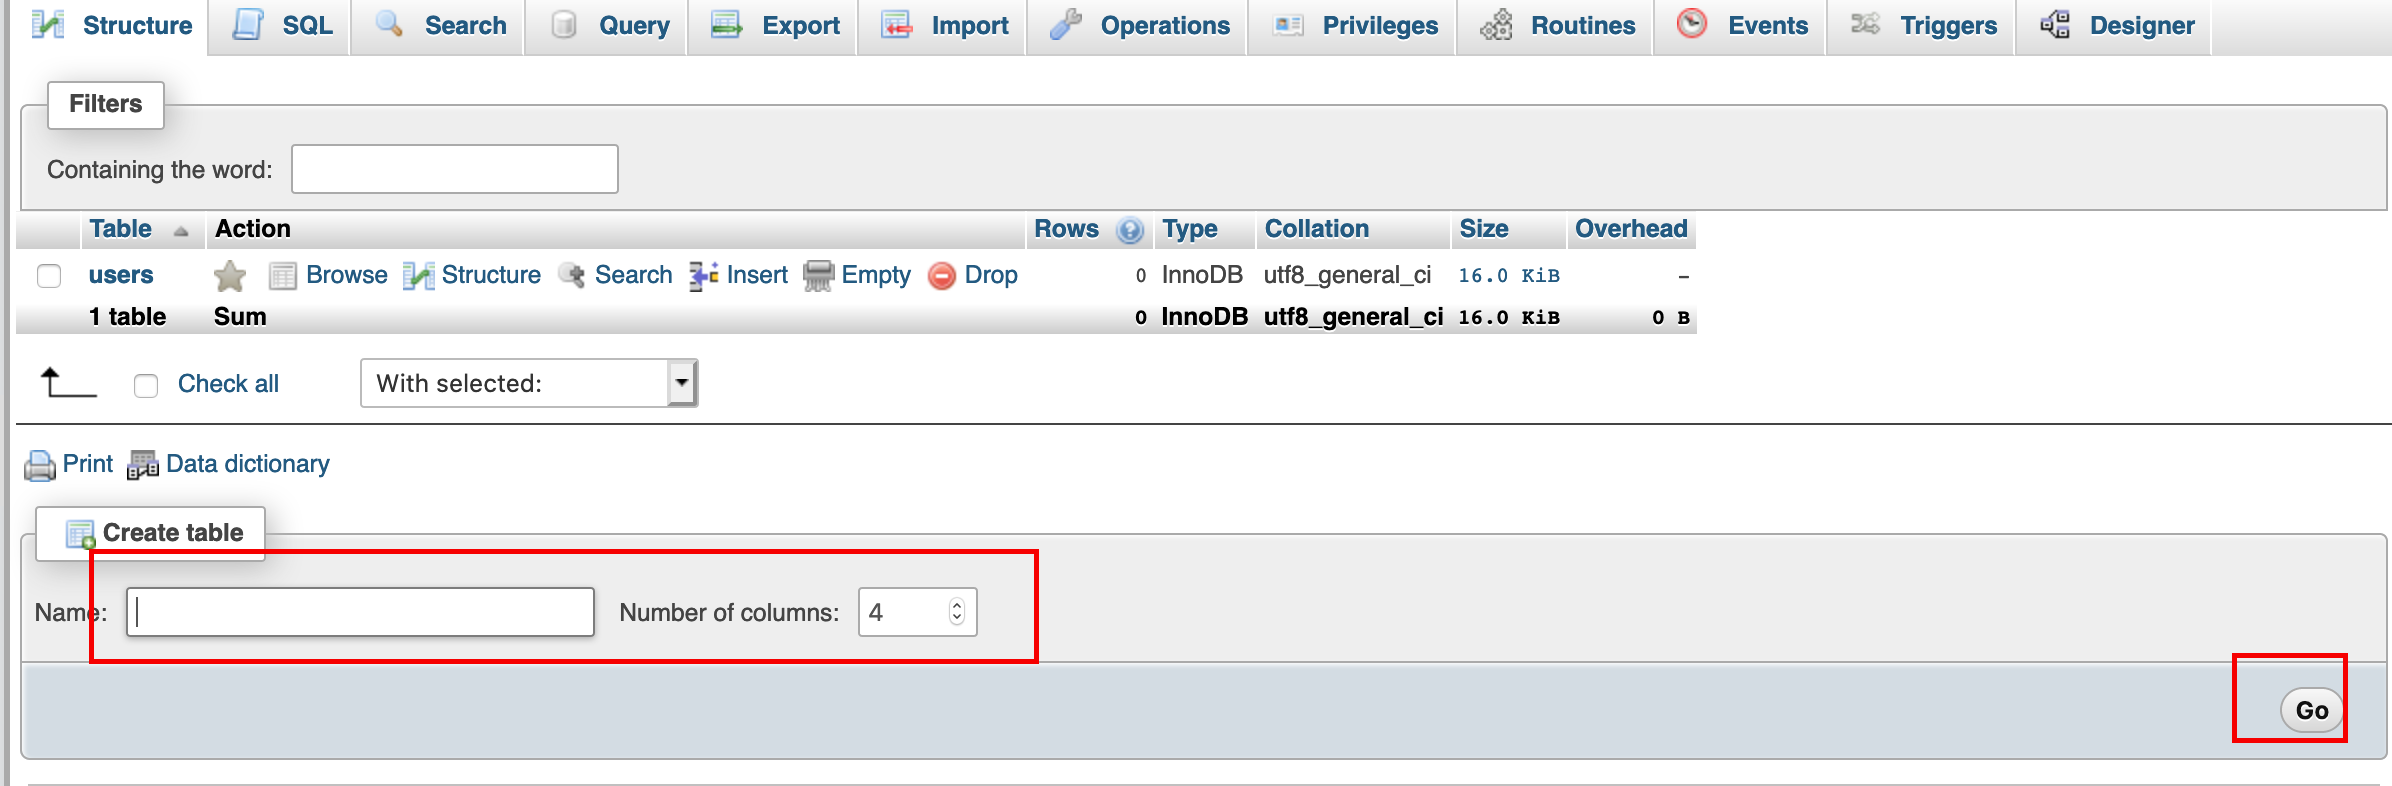 Structure SQL Search Query Export Import Operations Privileges Routines Events Triggers Designer
Filters
Containing the word:
Table Action Rows Type Collation Size Overhead
users Browse Structure Search Insert Empty Drop 0 InnoDB utf8_general_ci 16.0 KiB –
1 table Sum 0 InnoDB utf8_general_ci 16.0 KiB 0 B
Check all With selected:
Print Data dictionary
Create table
Name: Number of columns: 4
Go